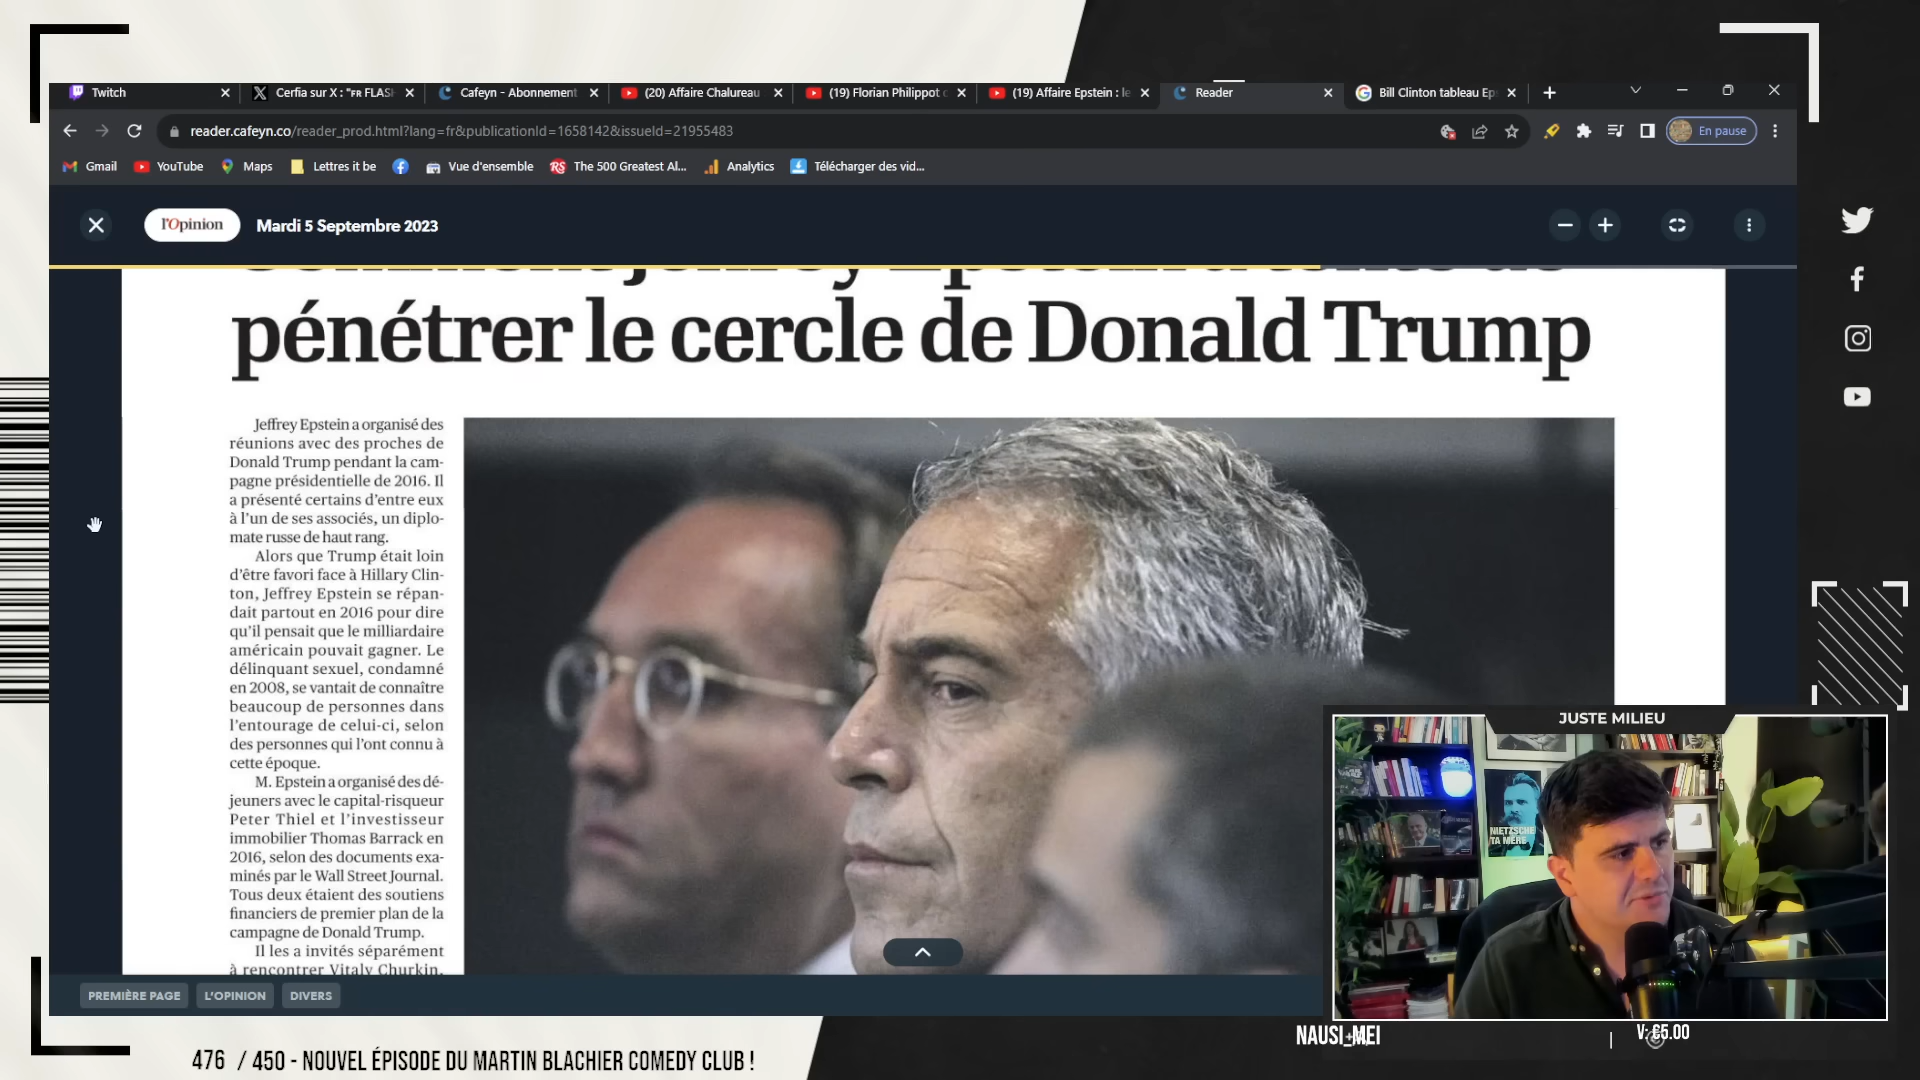 Twitch
Cerfia sur X : "FR FLAS
Cafeyn - Abonnement
(20) Affaire Chalureau
(19) Florian Philippot c
(19) Affaire Epstein : le
Reader
Bill Clinton tableau Ep
reader.cafeyn.co/reader_prod.html?lang=fr&publicationId=1658142&issueId=21955483
En pause
Gmail
YouTube
Maps
Lettres it be
Vue d'ensemble
RS
The 500 Greatest Al...
Analytics
Télécharger des vid...
l'Opinion
Mardi 5 Septembre 2023
pénétrer le cercle de Donald Trump
Jeffrey Epstein a organisé des
réunions avec des proches de
Donald Trump pendant la cam-
pagne présidentielle de 2016. Il
a présenté certains d'entre eux
à l'un de ses associés, un diplo-
mate russe de haut rang.
Alors que Trump était loin
d'être favori face à Hillary Clin-
ton, Jeffrey Epstein se répan-
dait partout en 2016 pour dire
qu'il pensait que le milliardaire
américain pouvait gagner. Le
délinquant sexuel, condamné
en 2008, se vantait de connaître
beaucoup de personnes dans
l'entourage de celui-ci, selon
des personnes qui l'ont connu à
cette époque.
M. Epstein a organisé des dé-
jeuners avec le capital-risqueur
Peter Thiel et l'investisseur
immobilier Thomas Barrack en
2016, selon des documents exa-
minés par le Wall Street Journal.
Tous deux étaient des soutiens
financiers de premier plan de la
campagne de Donald Trump.
Il les a invités séparément
à rencontrer Vitaly Churkin,
JUSTE MILIEU
NIETZSCHE
TA MÈRE
PREMIÈRE PAGE
L'OPINION
DIVERS
NAUSI_MEI
476 / 450 - NOUVEL ÉPISODE DU MARTIN BLACHIER COMEDY CLUB !